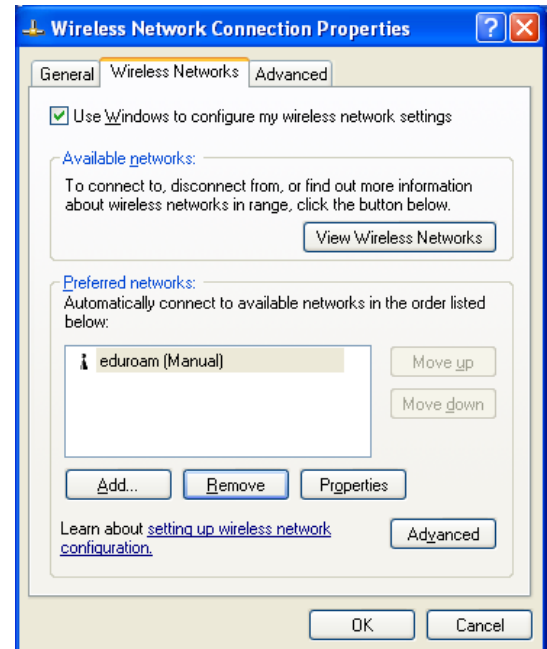 Wireless Network Connection Properties
General Wireless Networks Advanced
Use Windows to configure my wireless network settings
Available networks:
To connect to, disconnect from, or find out more information
about wireless networks in range, click the button below.
View Wireless Networks
Preferred networks:
Automatically connect to available networks in the order listed
below:
eduroam (Manual)
Move up
Move down
Add... Remove Properties
Learn about setting up wireless network
configuration.
Advanced
OK Cancel